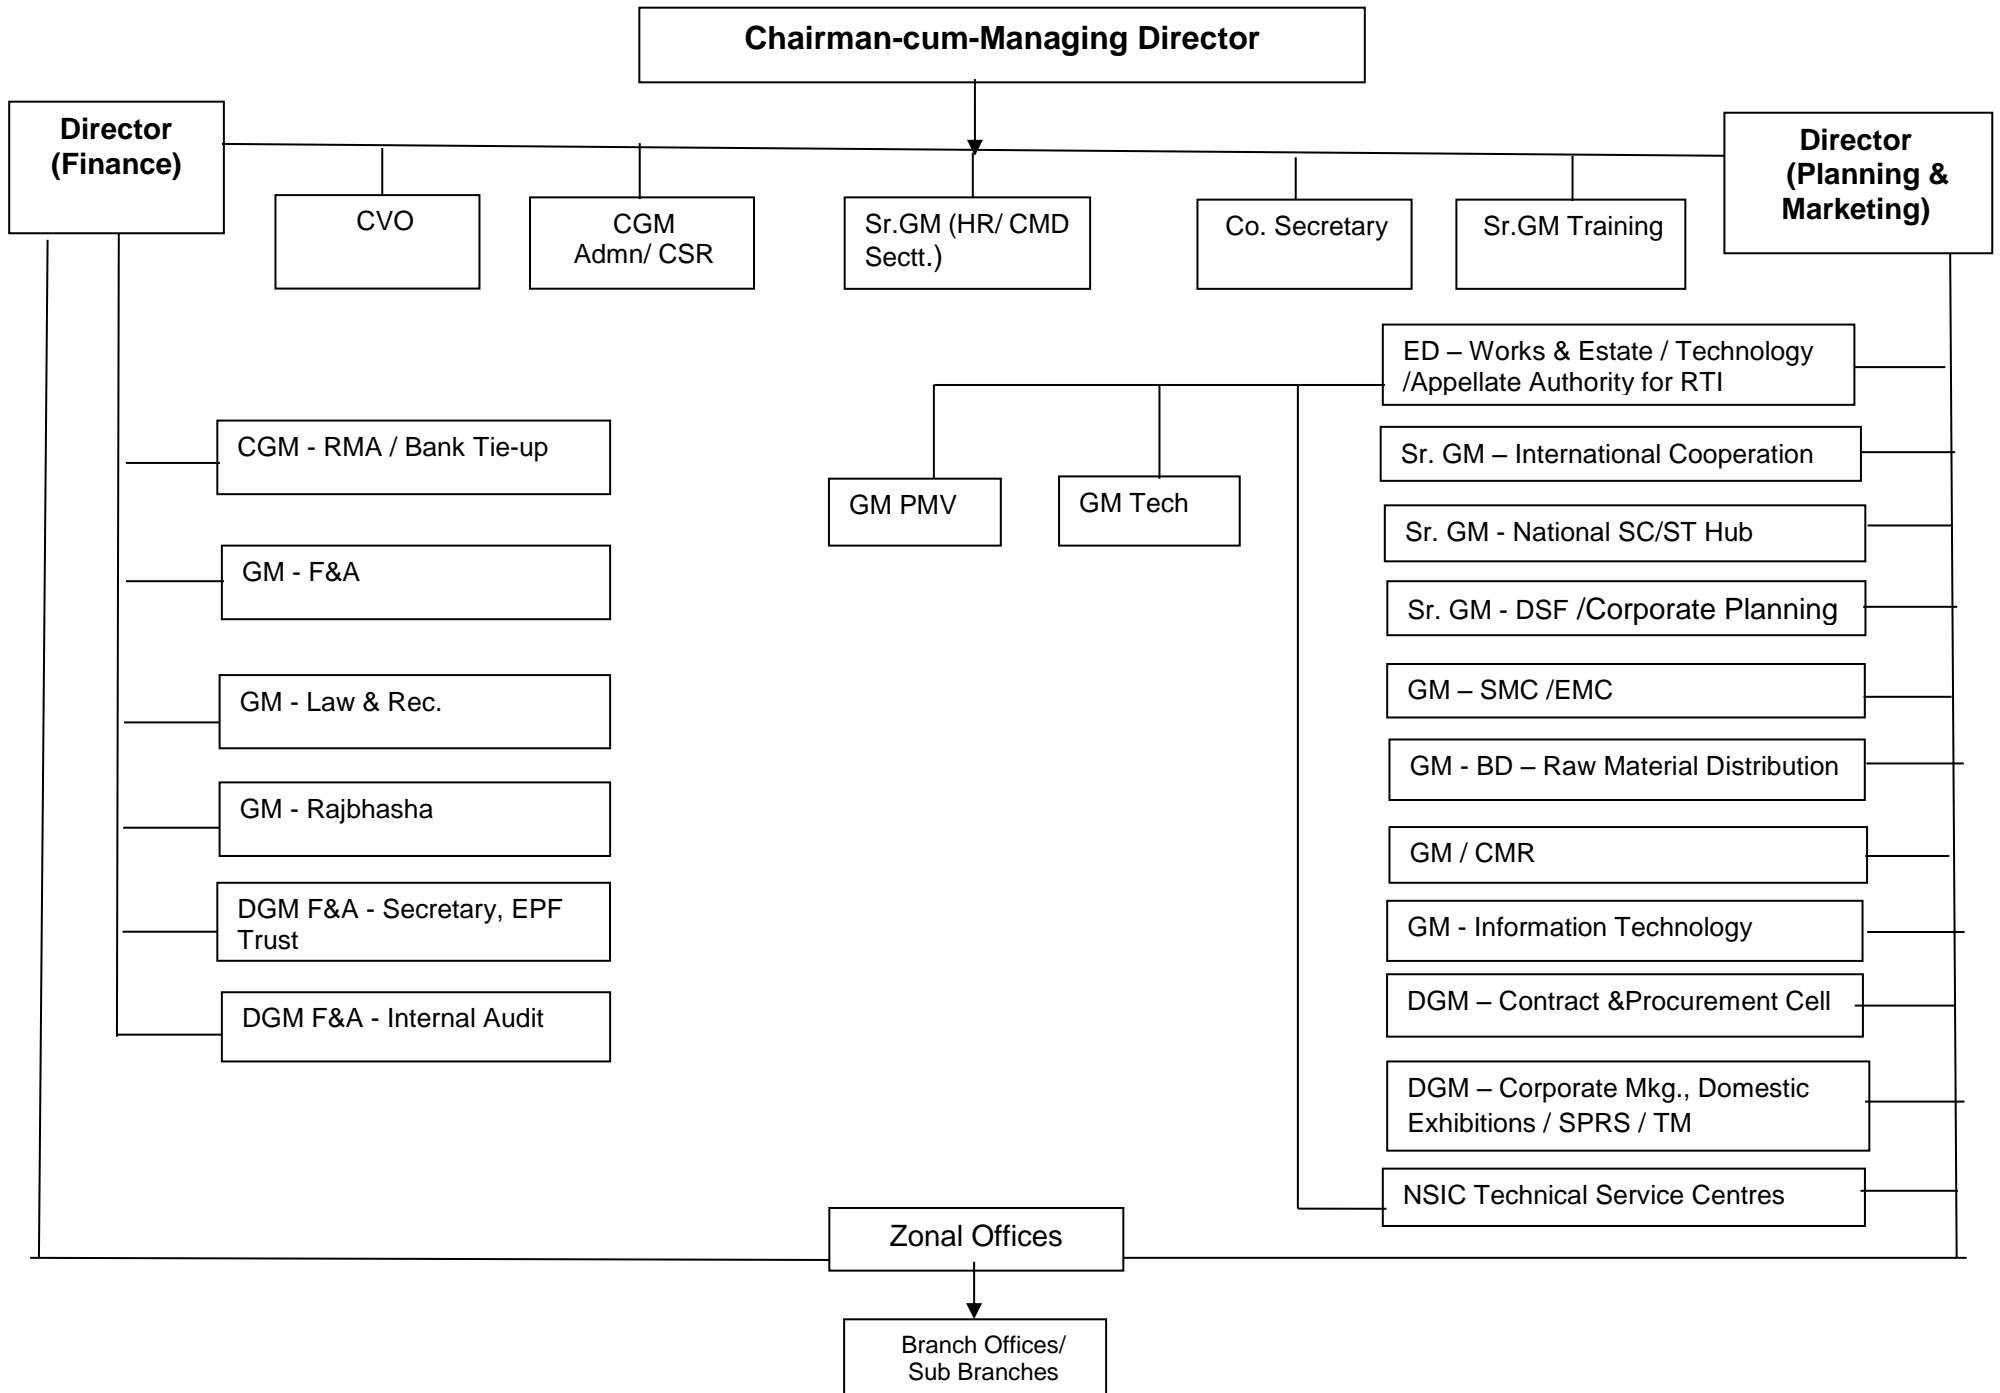 Chairman-cum-Managing Director
Director
(Finance)
Director
(Planning &
Marketing)
CVO
CGM
Admn/ CSR
Sr.GM (HR/ CMD
Sectt.)
Co. Secretary
Sr.GM Training
ED – Works & Estate / Technology
/Appellate Authority for RTI
CGM - RMA / Bank Tie-up
Sr. GM – International Cooperation
GM PMV
GM Tech
Sr. GM - National SC/ST Hub
GM - F&A
Sr. GM - DSF /Corporate Planning
GM - Law & Rec.
GM – SMC /EMC
GM - BD – Raw Material Distribution
GM - Rajbhasha
GM / CMR
DGM F&A - Secretary, EPF
Trust
GM - Information Technology
DGM F&A - Internal Audit
DGM – Contract &Procurement Cell
DGM – Corporate Mkg., Domestic
Exhibitions / SPRS / TM
NSIC Technical Service Centres
Zonal Offices
Branch Offices/
Sub Branches